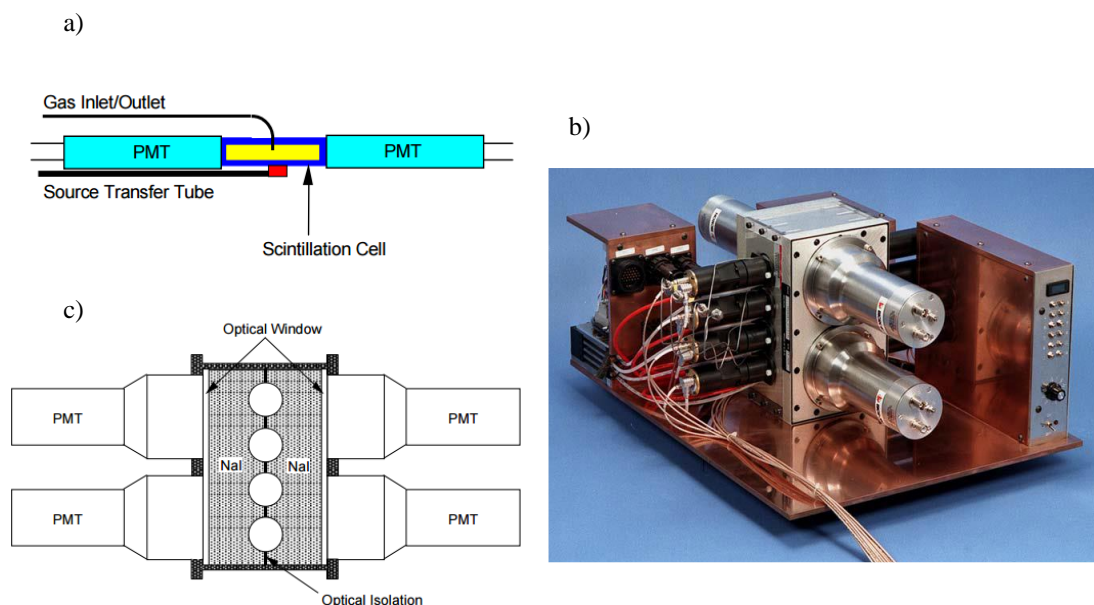 a)
Gas Inlet/Outlet
PMT
PMT
Source Transfer Tube
Scintillation Cell
b)
c)
Optical Window
PMT
PMT
NaI
NaI
PMT
PMT
Optical Isolation